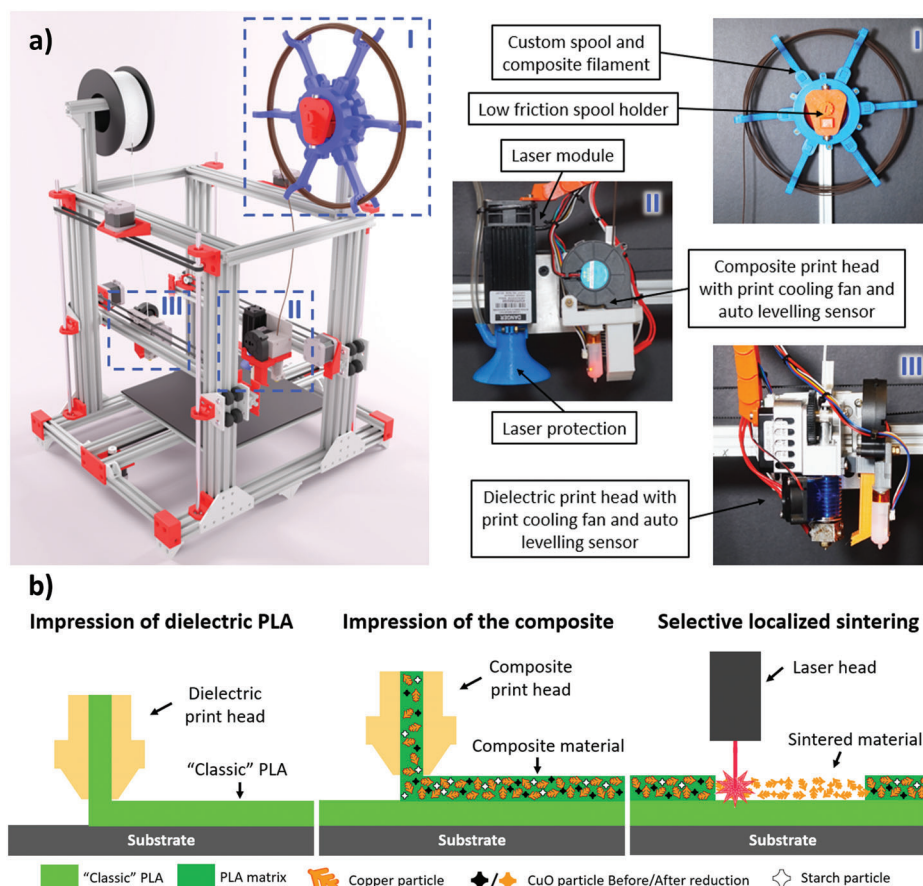 a)
I
Custom spool and
composite filament
Low friction spool holder
Laser module
I
II
III
II
Composite print head
with print cooling fan and
auto levelling sensor
DANGER
Laser protection
III
Dielectric print head with
print cooling fan and auto
levelling sensor
b)
Impression of dielectric PLA
Impression of the composite
Selective localized sintering
Dielectric
print head
Composite
print head
Laser head
"Classic" PLA
Composite material
Sintered material
Substrate
Substrate
Substrate
"Classic" PLA
PLA matrix
Copper particle
/
CuO particle Before/After reduction
Starch particle